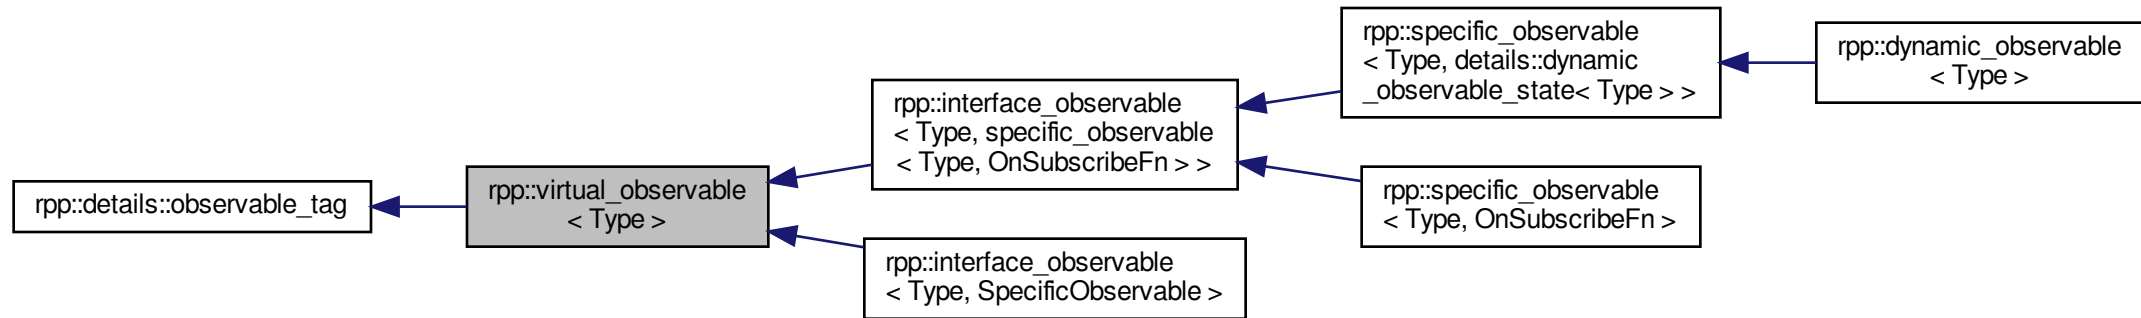 rpp::details::observable_tag
rpp::virtual_observable
< Type >
rpp::interface_observable
< Type, specific_observable
< Type, OnSubscribeFn > >
rpp::interface_observable
< Type, SpecificObservable >
rpp::specific_observable
< Type, details::dynamic
_observable_state< Type > >
rpp::specific_observable
< Type, OnSubscribeFn >
rpp::dynamic_observable
< Type >